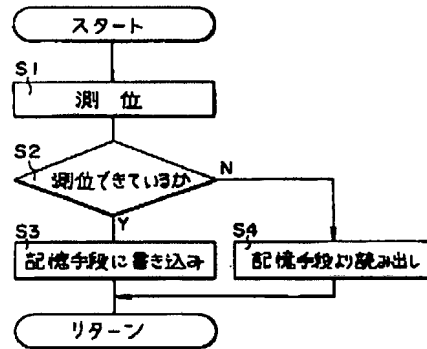 スタート
S1
測位
S2
測位できているか
N
Y
S3
記憶手段に書き込み
S4
記憶手段より読み出し
リターン